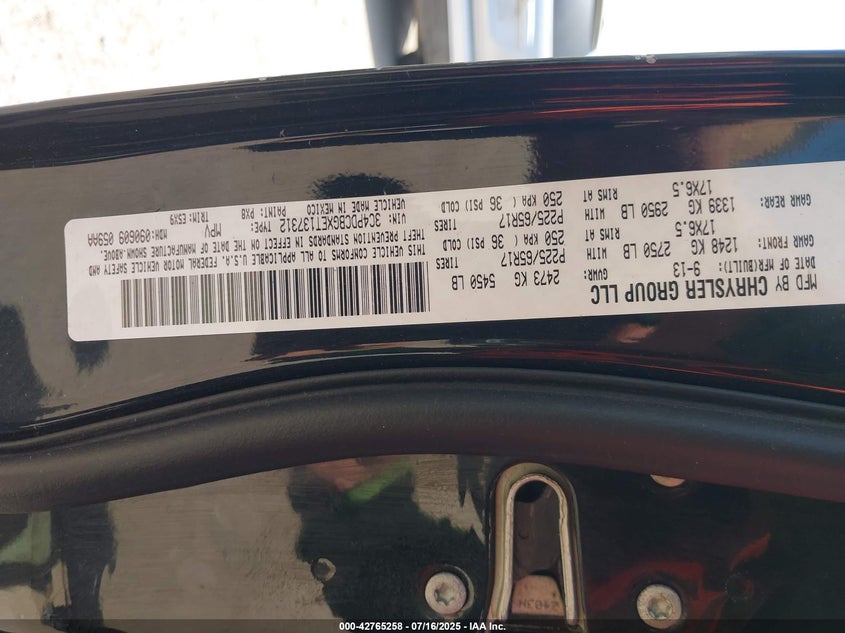 MFD BY CHRYSLER GROUP LLC
DATE OF MFR(BUILT): 9-13 GVWR: 2473 KG 5450 LB
GAWR FRONT: 1248 KG 2750 LB WITH TIRES P225/65R17
17X6.5 RIMS AT 250 KPA ( 36 PSI COLD
GAWR REAR: 1339 KG 2950 LB WITH TIRES P225/65R17
17X6.5 RIMS AT 250 KPA ( 36 PSI COLD
THIS VEHICLE CONFORMS TO ALL APPLICABLE U.S.A. FEDERAL MOTOR VEHICLE SAFETY AND
THEFT PREVENTION STANDARDS IN EFFECT ON THE DATE OF MANUFACTURE SHOWN ABOVE.
VIN: TYPE: MPV MDH:090609 059AA
VEHICLE MADE IN MEXICO PAINT: PX8 TRIM: E5X9
000-42765258 - 07/16/2025 - IAA Inc.